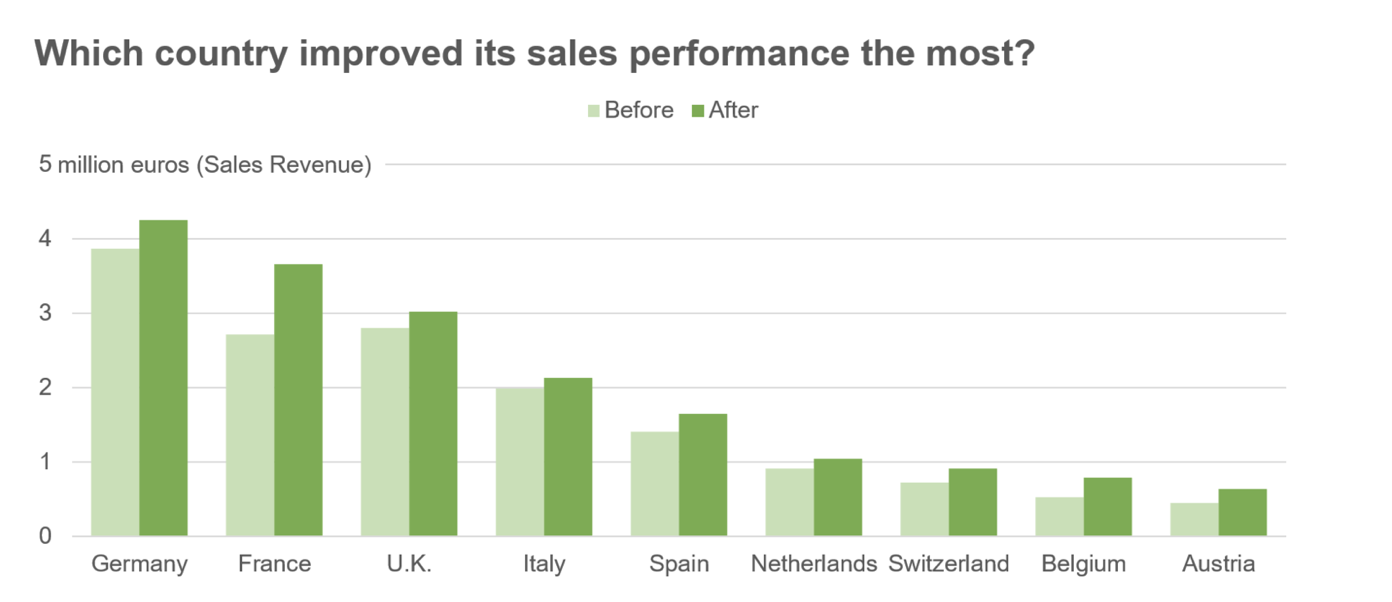 Which country improved its sales performance the most?
Before After
5 million euros (Sales Revenue)
4
3
2
1
0
Germany France U.K. Italy Spain Netherlands Switzerland Belgium Austria